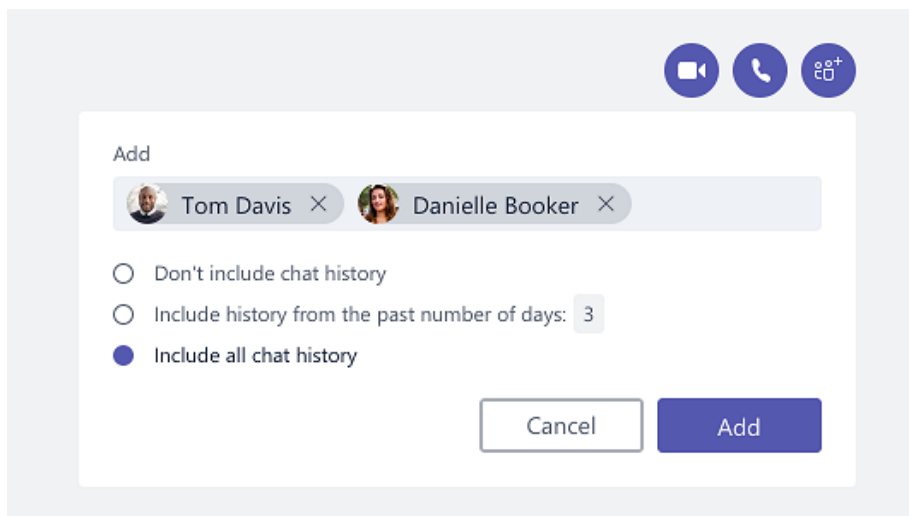 Add
Tom Davis Danielle Booker
Don't include chat history
Include history from the past number of days: 3
Include all chat history
Cancel Add